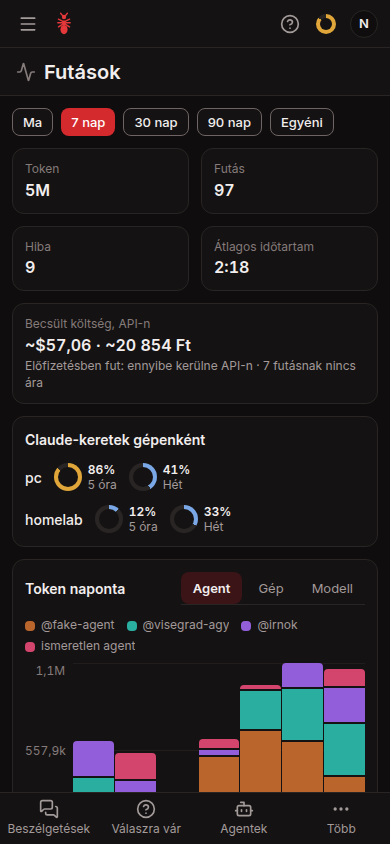 N
Futások
Ma
7 nap
30 nap
90 nap
Egyéni
Token
5M
Futás
97
Hiba
9
Átlagos időtartam
2:18
Becsült költség, API-n
~$57,06 · ~20 854 Ft
Előfizetésben fut: ennyibe kerülne API-n · 7 futásnak nincs
ára
Claude-keretek gépenként
pc
86%
5 óra
41%
Hét
homelab
12%
5 óra
33%
Hét
Token naponta
Agent
Gép
Modell
@fake-agent
@visegrad-agy
@irnok
ismeretlen agent
1,1M
557,9k
Beszélgetések
Válaszra vár
Agentek
Több